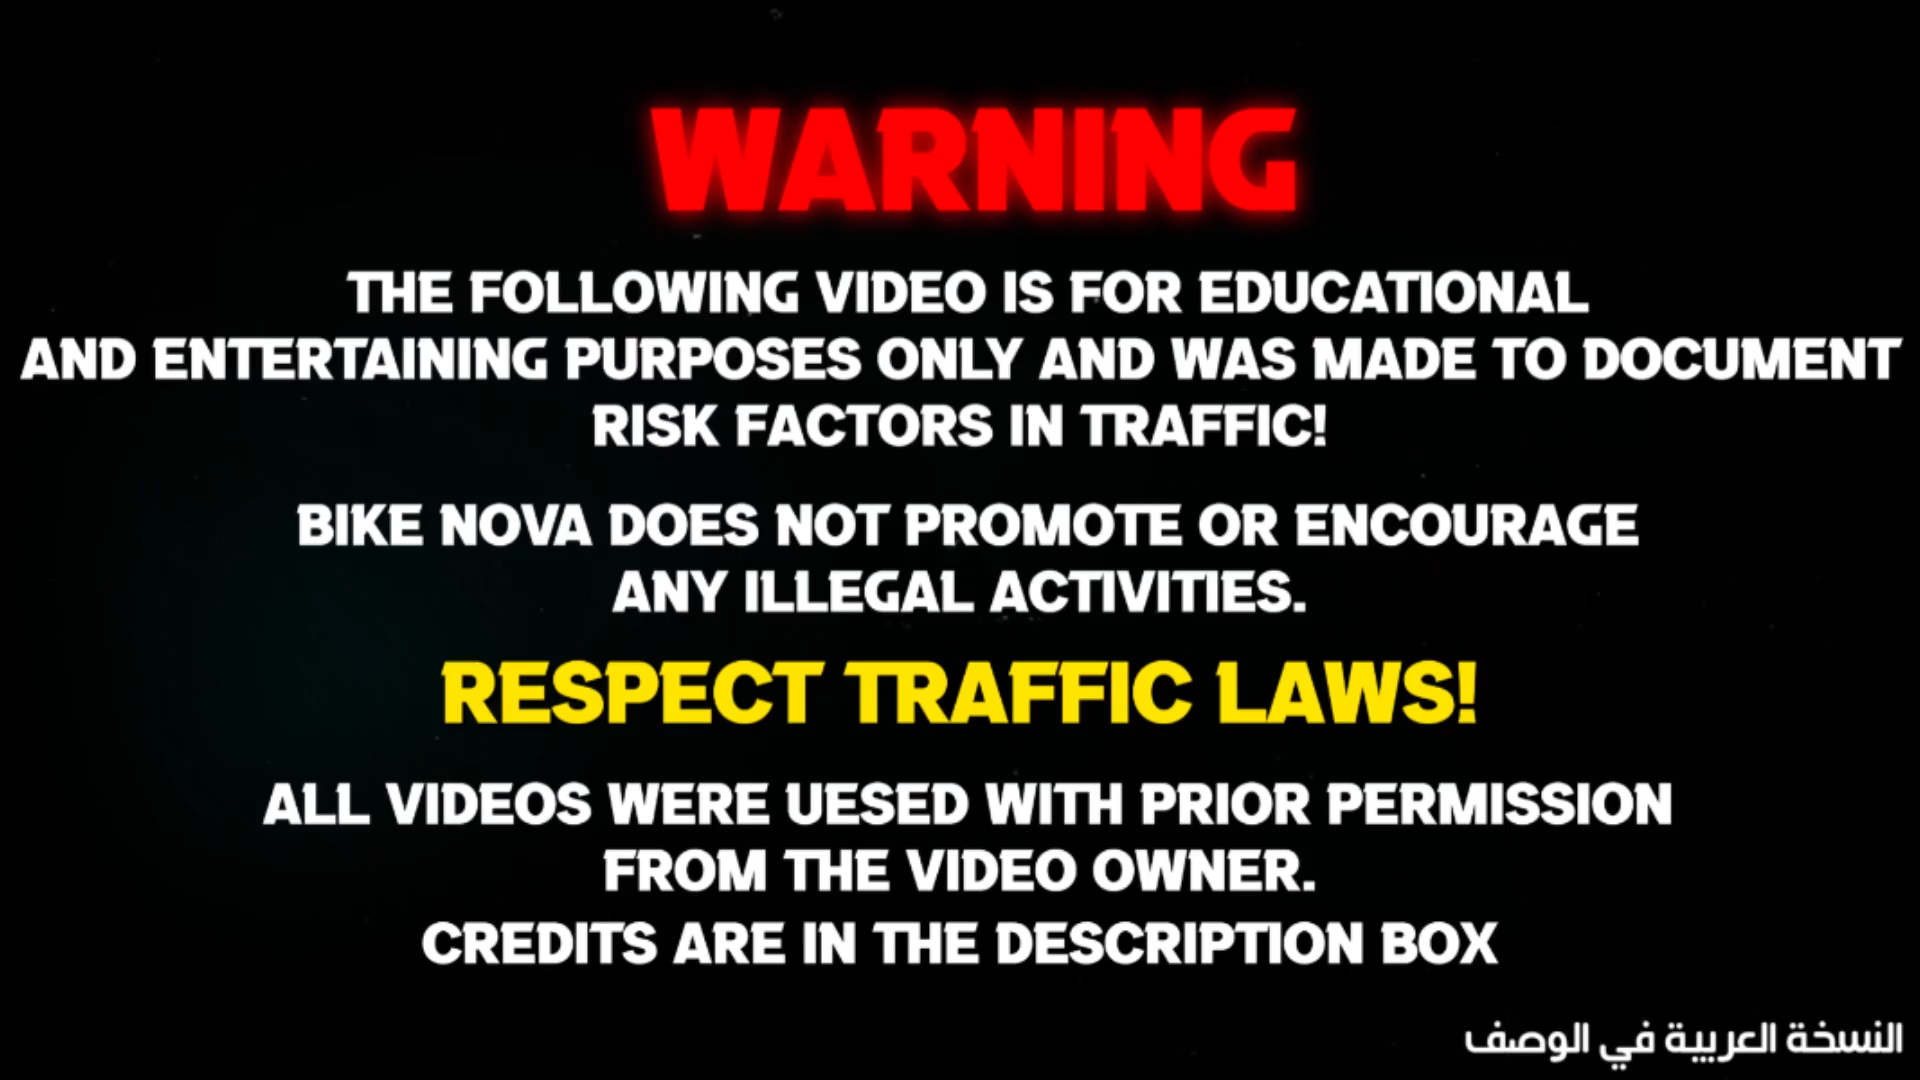 WARNING
THE FOLLOWING VIDEO IS FOR EDUCATIONAL
AND ENTERTAINING PURPOSES ONLY AND WAS MADE TO DOCUMENT
RISK FACTORS IN TRAFFIC!
BIKE NOVA DOES NOT PROMOTE OR ENCOURAGE
ANY ILLEGAL ACTIVITIES.
RESPECT TRAFFIC LAWS!
ALL VIDEOS WERE UESED WITH PRIOR PERMISSION
FROM THE VIDEO OWNER.
CREDITS ARE IN THE DESCRIPTION BOX
النسخة العربية في الوصف